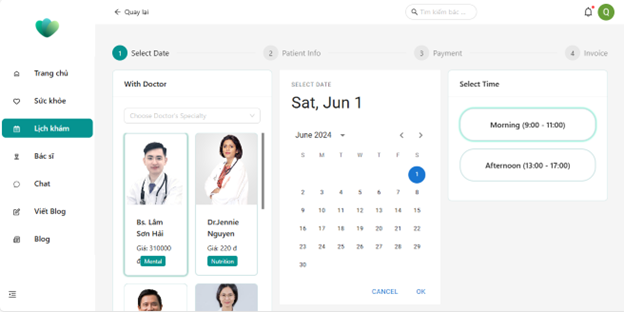 Quay lại
Tìm kiếm bác ...
Q
Trang chủ
Sức khỏe
Lịch khám
Bác sĩ
Chat
Viết Blog
Blog
1 Select Date
2 Patient Info
3 Payment
4 Invoice
With Doctor
Choose Doctor's Specialty
Bs. Lâm
Sơn Hải
Giá: 310000
đ
Mental
Dr.Jennie
Nguyen
Giá: 220 đ
Nutrition
SELECT DATE
Sat, Jun 1
June 2024
S M T W T F S
1
2 3 4 5 6 7 8
9 10 11 12 13 14 15
16 17 18 19 20 21 22
23 24 25 26 27 28 29
30
CANCEL OK
Select Time
Morning (9:00 - 11:00)
Afternoon (13:00 - 17:00)